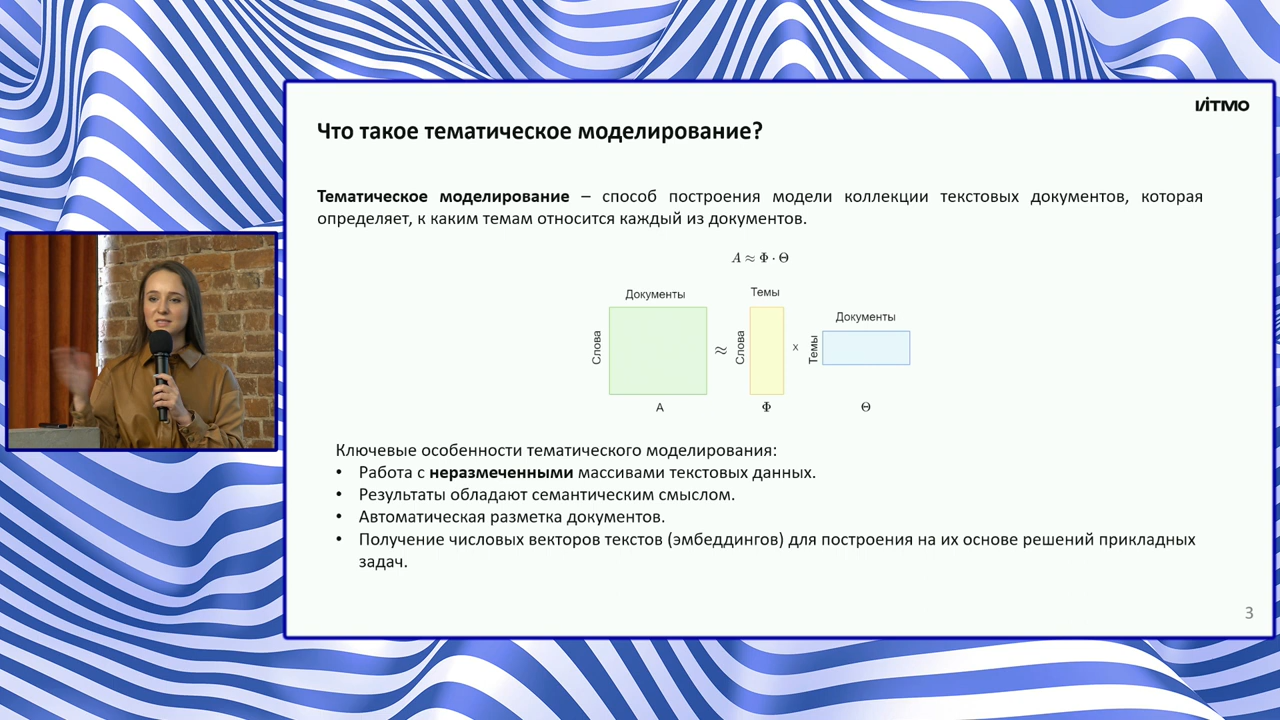 ИТМО
Что такое тематическое моделирование?
Тематическое моделирование – способ построения модели коллекции текстовых документов, которая
определяет, к каким темам относится каждый из документов.
A ≈ Φ · Θ
Документы
Темы
Документы
Слова
≈
Слова
x
Темы
A
Φ
Θ
Ключевые особенности тематического моделирования:
• Работа с неразмеченными массивами текстовых данных.
• Результаты обладают семантическим смыслом.
• Автоматическая разметка документов.
• Получение числовых векторов текстов (эмбеддингов) для построения на их основе решений прикладных
задач.
3